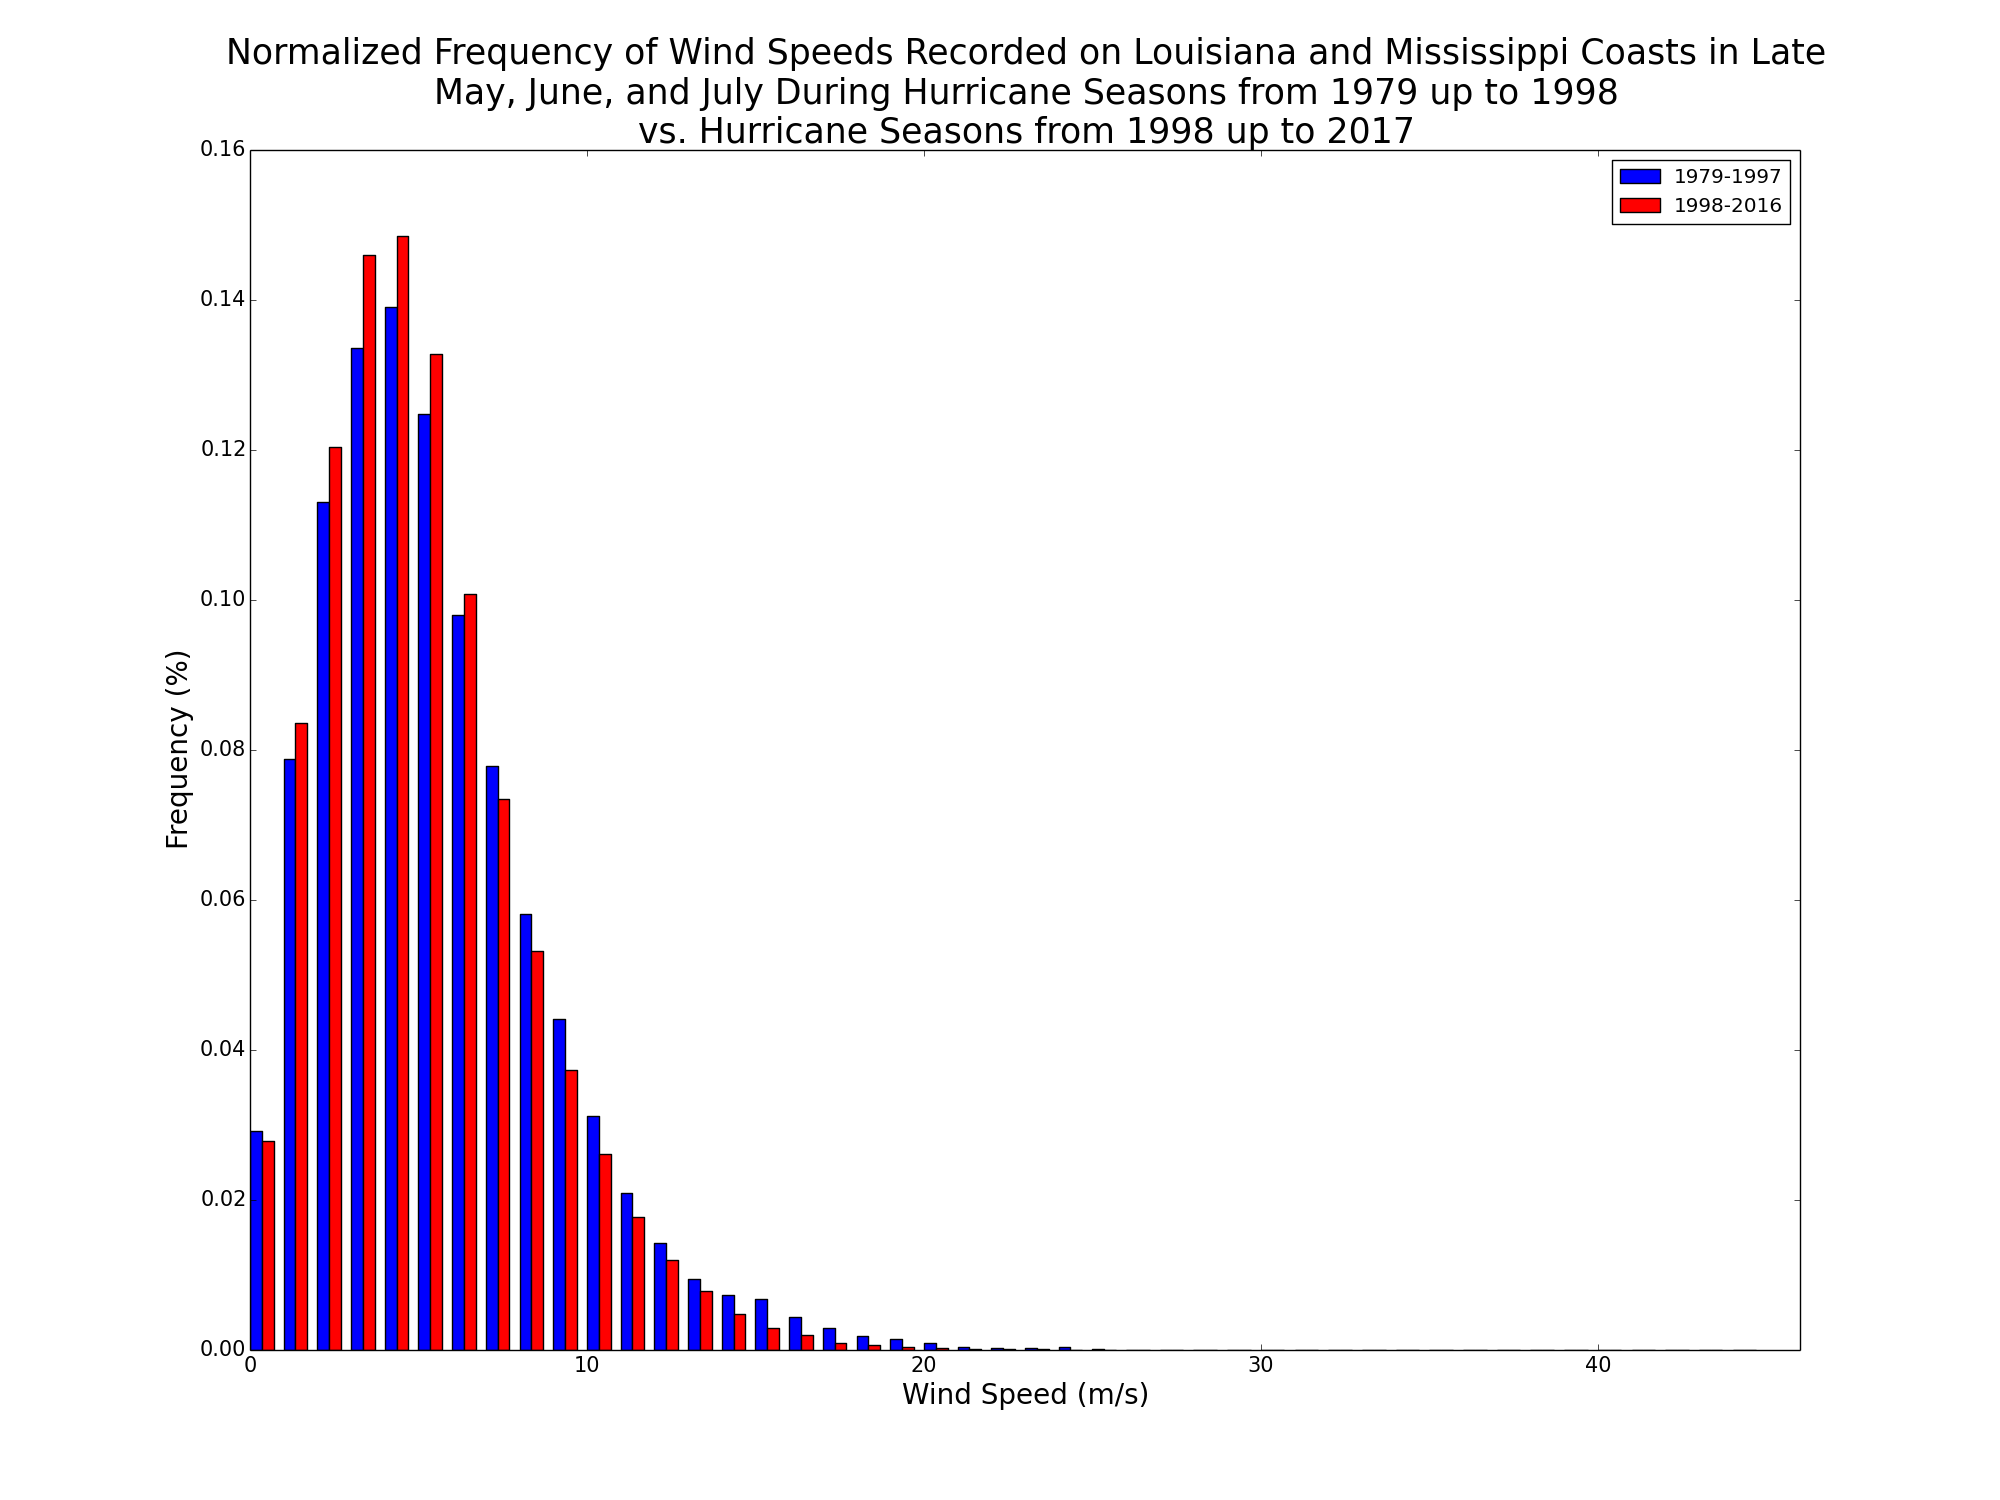 Normalized Frequency of Wind Speeds Recorded on Louisiana and Mississippi Coasts in Late
May, June, and July During Hurricane Seasons from 1979 up to 1998
vs. Hurricane Seasons from 1998 up to 2017
0.16
0.14
0.12
0.10
0.08
0.06
0.04
0.02
0.00
Frequency (%)
1979-1997
1998-2016
0 10 20 30 40
Wind Speed (m/s)